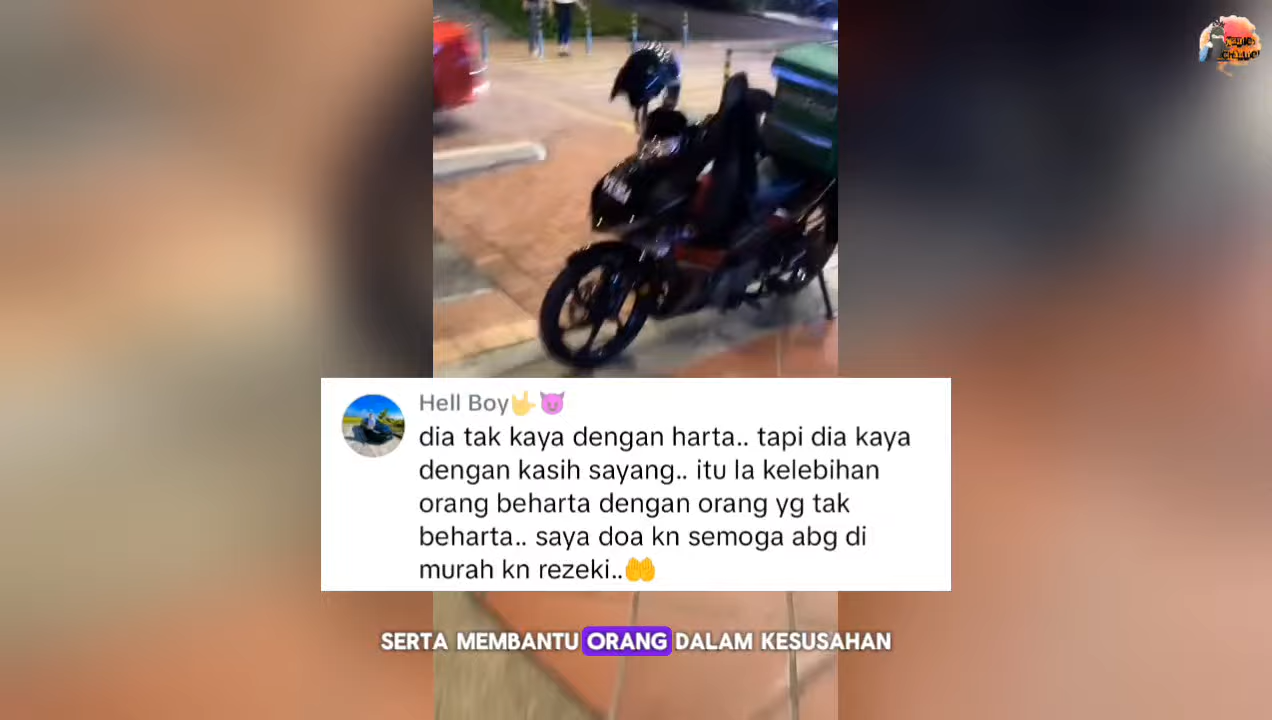 Hell Boy🤟😈
dia tak kaya dengan harta.. tapi dia kaya
dengan kasih sayang.. itu la kelebihan
orang beharta dengan orang yg tak
beharta.. saya doa kn semoga abg di
murah kn rezeki..🤲
SERTA MEMBANTU ORANG DALAM KESUSAHAN